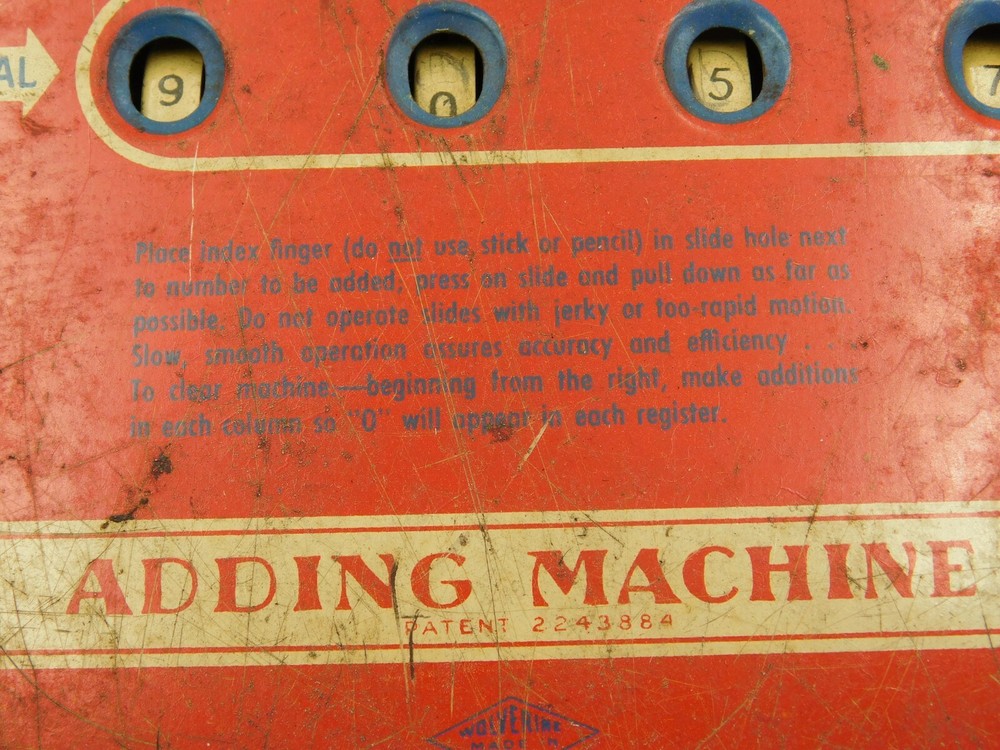 AL
9 0 5 7
Place index finger (do not use stick or pencil) in slide hole next
to number to be added, press on slide and pull down as far as
possible. Do not operate slides with jerky or too-rapid motion.
Slow, smooth operation assures accuracy and efficiency . . .
To clear machine.—beginning from the right, make additions
in each column so "O" will appear in each register.
ADDING MACHINE
PATENT 2243884
WOLVERINE
MADE